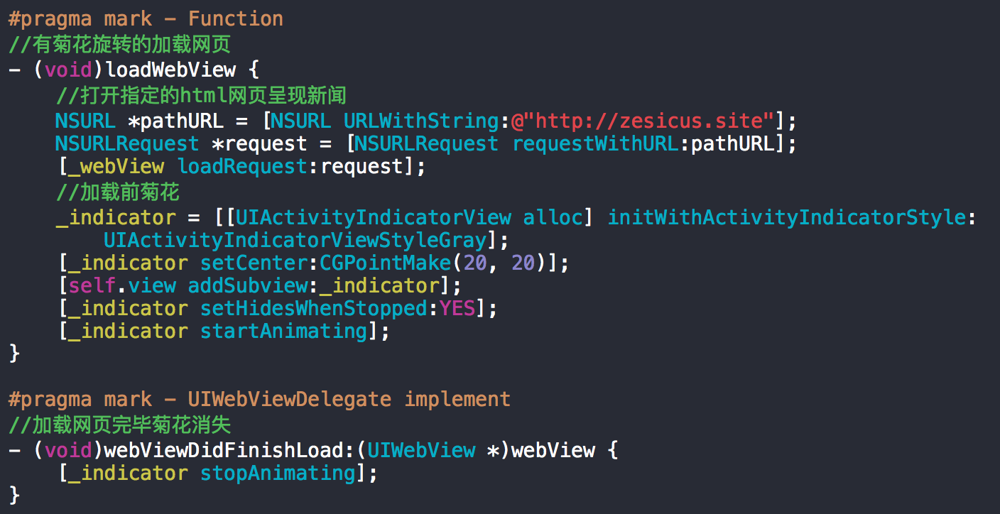 #pragma mark - Function
//有菊花旋转的加载网页
- (void)loadWebView {
//打开指定的html网页呈现新闻
NSURL *pathURL = [NSURL URLWithString:@"http://zesicus.site"];
NSURLRequest *request = [NSURLRequest requestWithURL:pathURL];
[_webView loadRequest:request];
//加载前菊花
_indicator = [[UIActivityIndicatorView alloc] initWithActivityIndicatorStyle:
UIActivityIndicatorViewStyleGray];
[_indicator setCenter:CGPointMake(20, 20)];
[self.view addSubview:_indicator];
[_indicator setHidesWhenStopped:YES];
[_indicator startAnimating];
}
#pragma mark - UIWebViewDelegate implement
//加载网页完毕菊花消失
- (void)webViewDidFinishLoad:(UIWebView *)webView {
[_indicator stopAnimating];
}